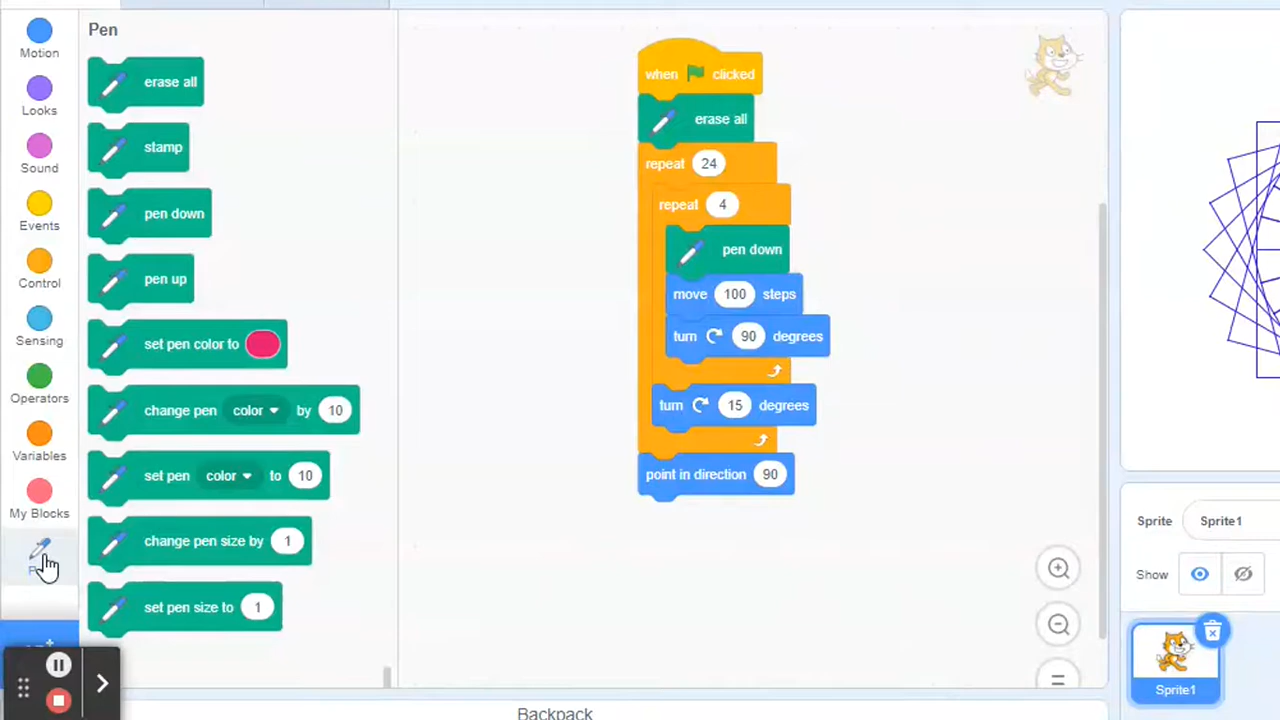 Motion
Looks
Sound
Events
Control
Sensing
Operators
Variables
My Blocks
Pen
erase all
stamp
pen down
pen up
set pen color to
change pen color by 10
set pen color to 10
change pen size by 1
set pen size to 1
when clicked
erase all
repeat 24
repeat 4
pen down
move 100 steps
turn 90 degrees
turn 15 degrees
point in direction 90
Backpack
Sprite Sprite1
Show
Sprite1